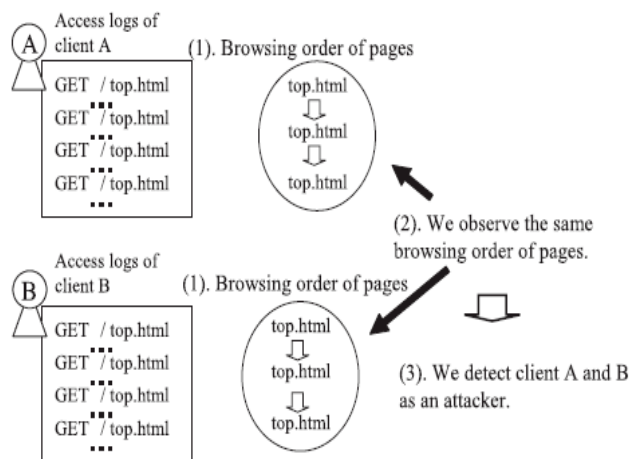 Access logs of
client A
A
GET / top.html
...
GET / top.html
...
GET / top.html
...
GET / top.html
...
(1). Browsing order of pages
top.html
top.html
top.html
(2). We observe the same
browsing order of pages.
Access logs of
client B
B
GET / top.html
...
GET / top.html
...
GET / top.html
...
GET / top.html
...
(1). Browsing order of pages
top.html
top.html
top.html
(3). We detect client A and B
as an attacker.